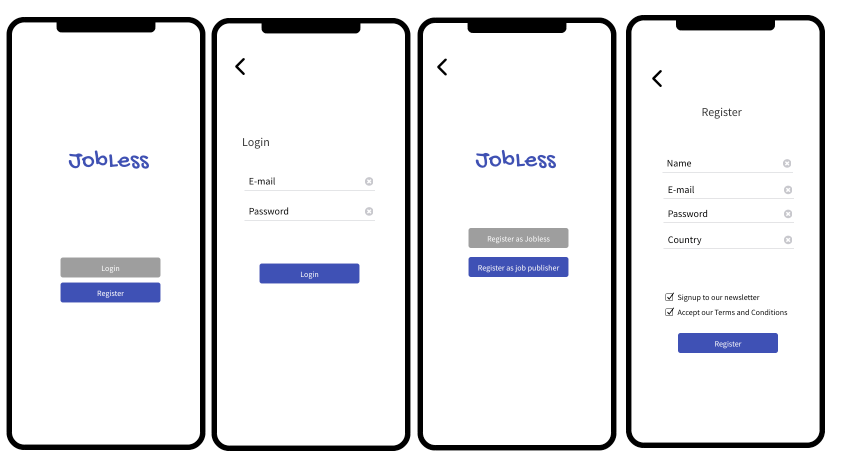 JobLess
Login
Register
Login
E-mail
Password
Login
JobLess
Register as Jobless
Register as job publisher
Register
Name
E-mail
Password
Country
Signup to our newsletter
Accept our Terms and Conditions
Register